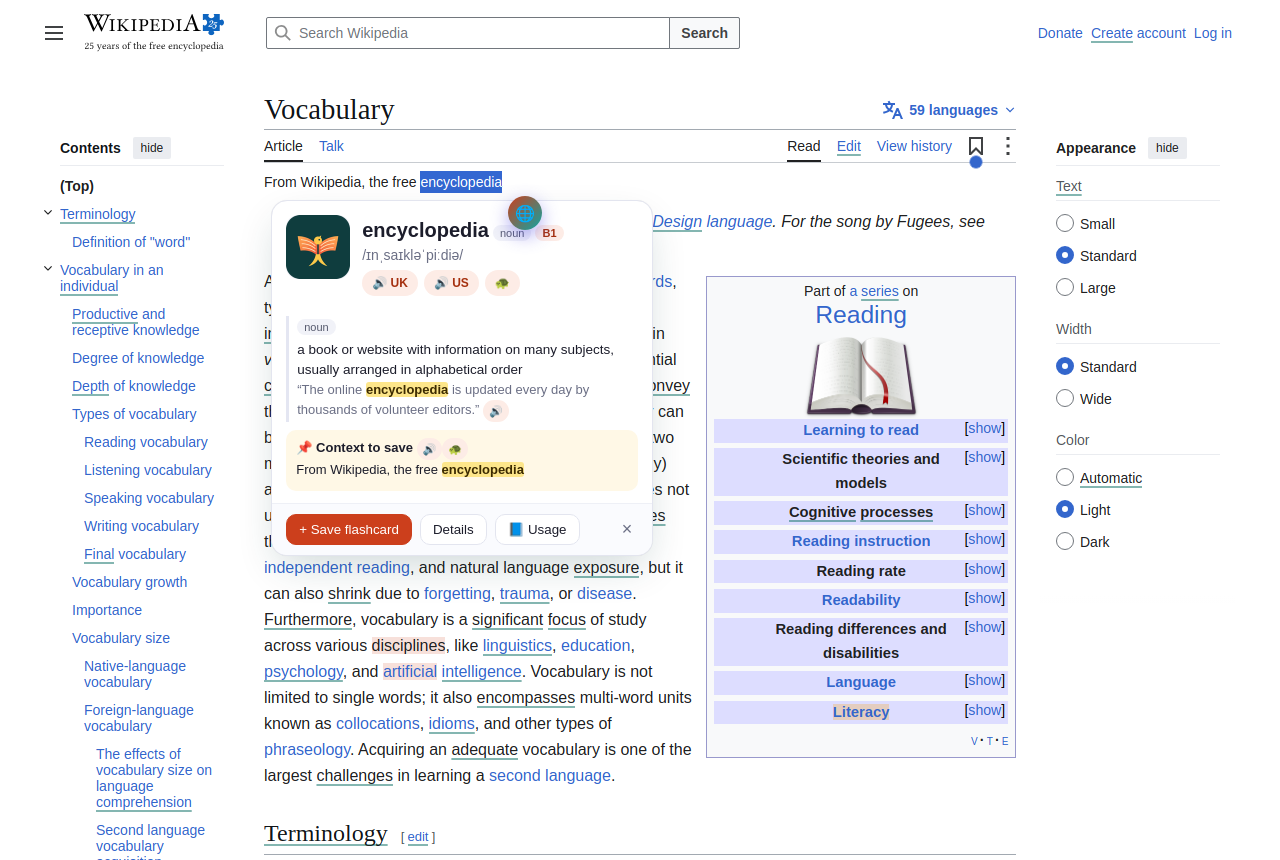 WIKIPEDIA 25
25 years of the free encyclopedia
Search Wikipedia
Search
Donate Create account Log in
Contents hide
(Top)
Terminology
Definition of "word"
Vocabulary in an
individual
Productive and
receptive knowledge
Degree of knowledge
Depth of knowledge
Types of vocabulary
Reading vocabulary
Listening vocabulary
Speaking vocabulary
Writing vocabulary
Final vocabulary
Vocabulary growth
Importance
Vocabulary size
Native-language
vocabulary
Foreign-language
vocabulary
The effects of
vocabulary size on
language
comprehension
Second language
vocabulary
Vocabulary
59 languages
Article Talk
Read Edit View history
From Wikipedia, the free encyclopedia
Design language. For the song by Fugees, see
encyclopedia noun B1
/ɪnˌsaɪkləˈpiːdiə/
UK US
noun
a book or website with information on many subjects,
usually arranged in alphabetical order
“The online encyclopedia is updated every day by
thousands of volunteer editors.”
Context to save
From Wikipedia, the free encyclopedia
+ Save flashcard Details Usage ×
independent reading, and natural language exposure, but it
can also shrink due to forgetting, trauma, or disease.
Furthermore, vocabulary is a significant focus of study
across various disciplines, like linguistics, education,
psychology, and artificial intelligence. Vocabulary is not
limited to single words; it also encompasses multi-word units
known as collocations, idioms, and other types of
phraseology. Acquiring an adequate vocabulary is one of the
largest challenges in learning a second language.
Terminology [ edit ]
Part of a series on
Reading
Learning to read [show]
Scientific theories and [show]
models
Cognitive processes [show]
Reading instruction [show]
Reading rate [show]
Readability [show]
Reading differences and [show]
disabilities
Language [show]
Literacy [show]
V • T • E
Appearance hide
Text
Small
Standard
Large
Width
Standard
Wide
Color
Automatic
Light
Dark